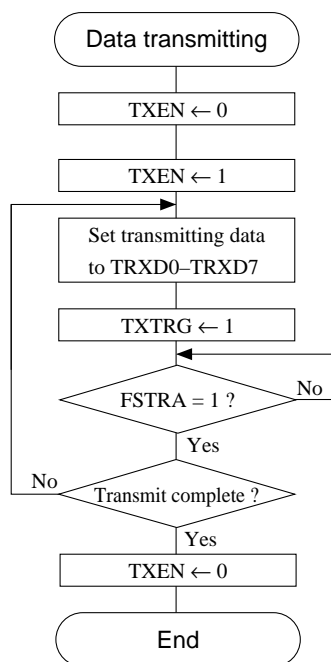 Data transmitting
TXEN ← 0
TXEN ← 1
Set transmitting data
to TRXD0–TRXD7
TXTRG ← 1
FSTRA = 1 ?
No
Yes
No
Transmit complete ?
Yes
TXEN ← 0
End